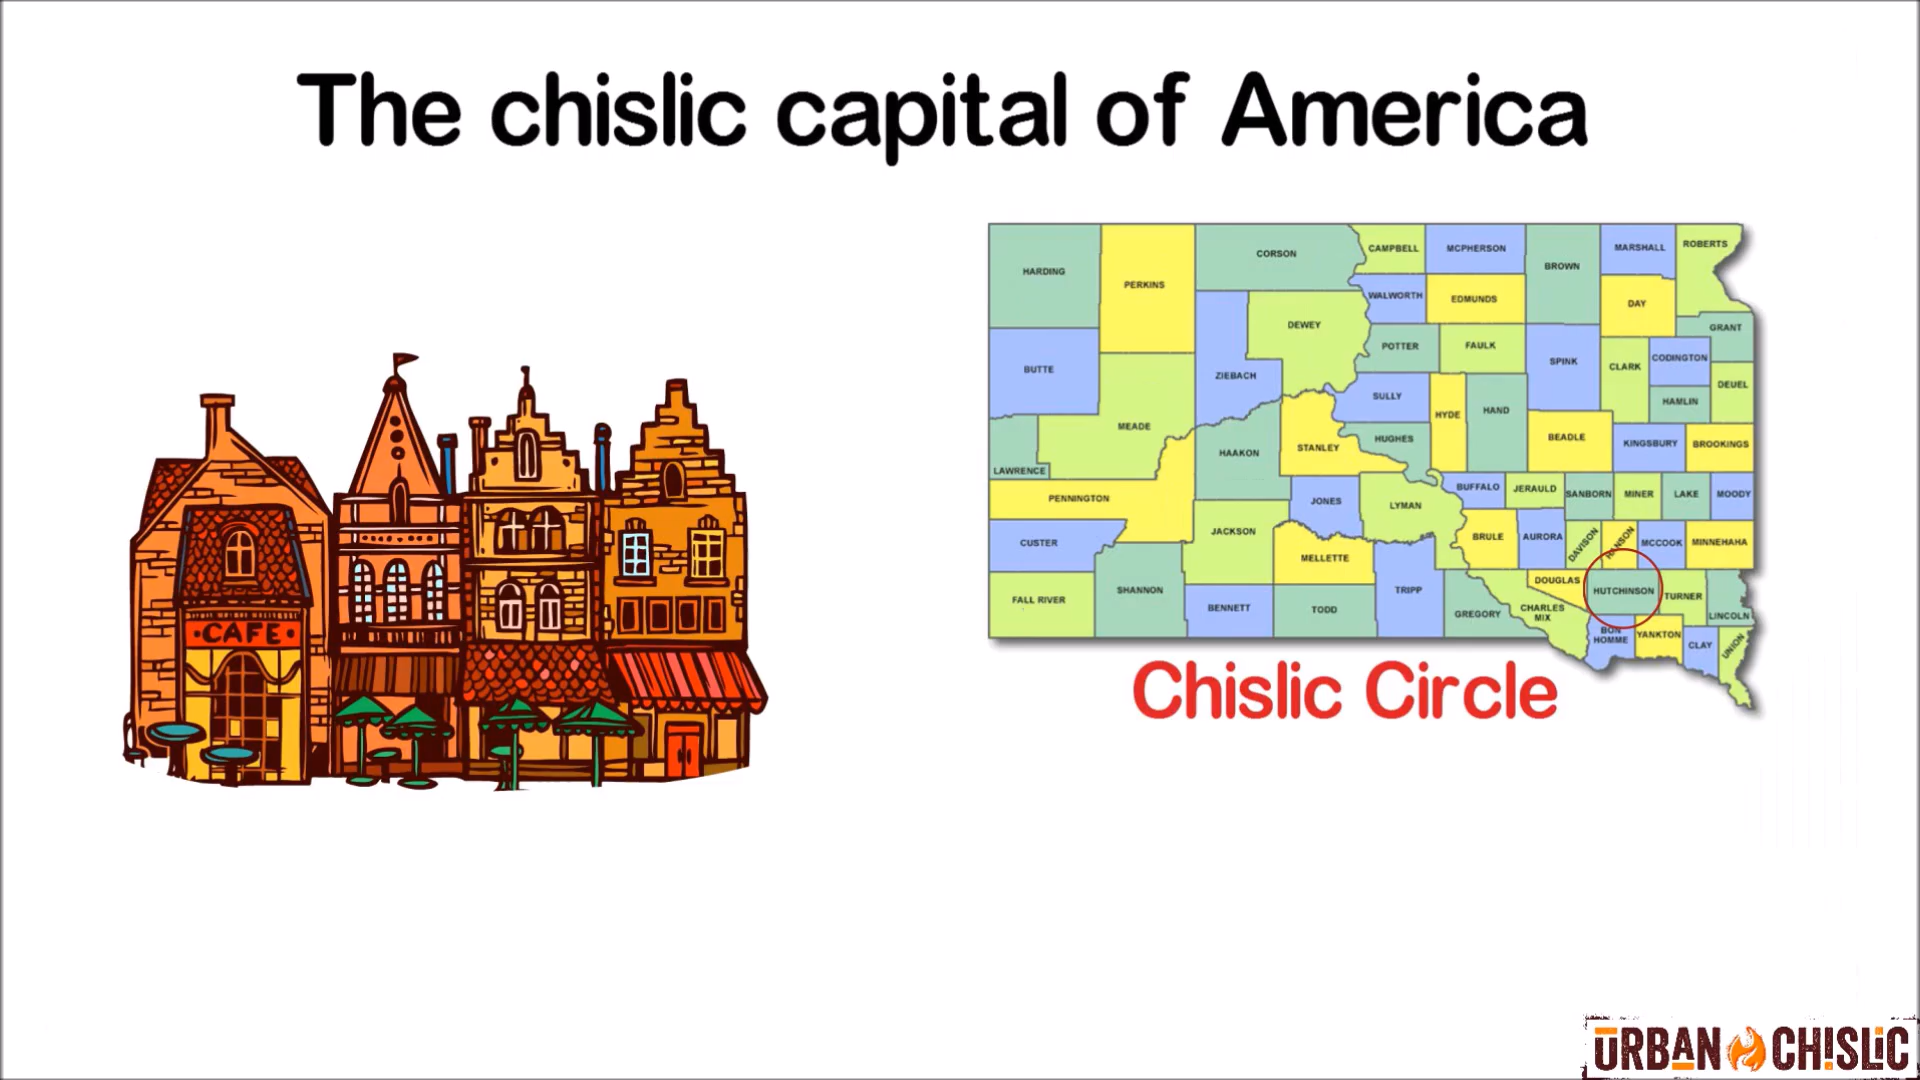 The chislic capital of America
HARDING
PERKINS
CORSON
CAMPBELL
MCPHERSON
BROWN
MARSHALL
ROBERTS
WALWORTH
EDMUNDS
DAY
GRANT
BUTTE
ZIEBACH
DEWEY
POTTER
FAULK
SPINK
CLARK
CODINGTON
DEUEL
HAMLIN
MEADE
SULLY
HYDE
HAND
LAWRENCE
HAAKON
STANLEY
HUGHES
BEADLE
KINGSBURY
BROOKINGS
PENNINGTON
JONES
LYMAN
BUFFALO
JERAULD
SANBORN
MINER
LAKE
MOODY
CUSTER
JACKSON
MELLETTE
BRULE
AURORA
DAVISON
HANSON
MCCOOK
MINNEHAHA
FALL RIVER
SHANNON
BENNETT
TODD
TRIPP
GREGORY
CHARLES
MIX
DOUGLAS
HUTCHINSON
TURNER
LINCOLN
BON
HOMME
YANKTON
CLAY
UNION
•CAFE•
Chislic Circle
URBAN CHISLIC